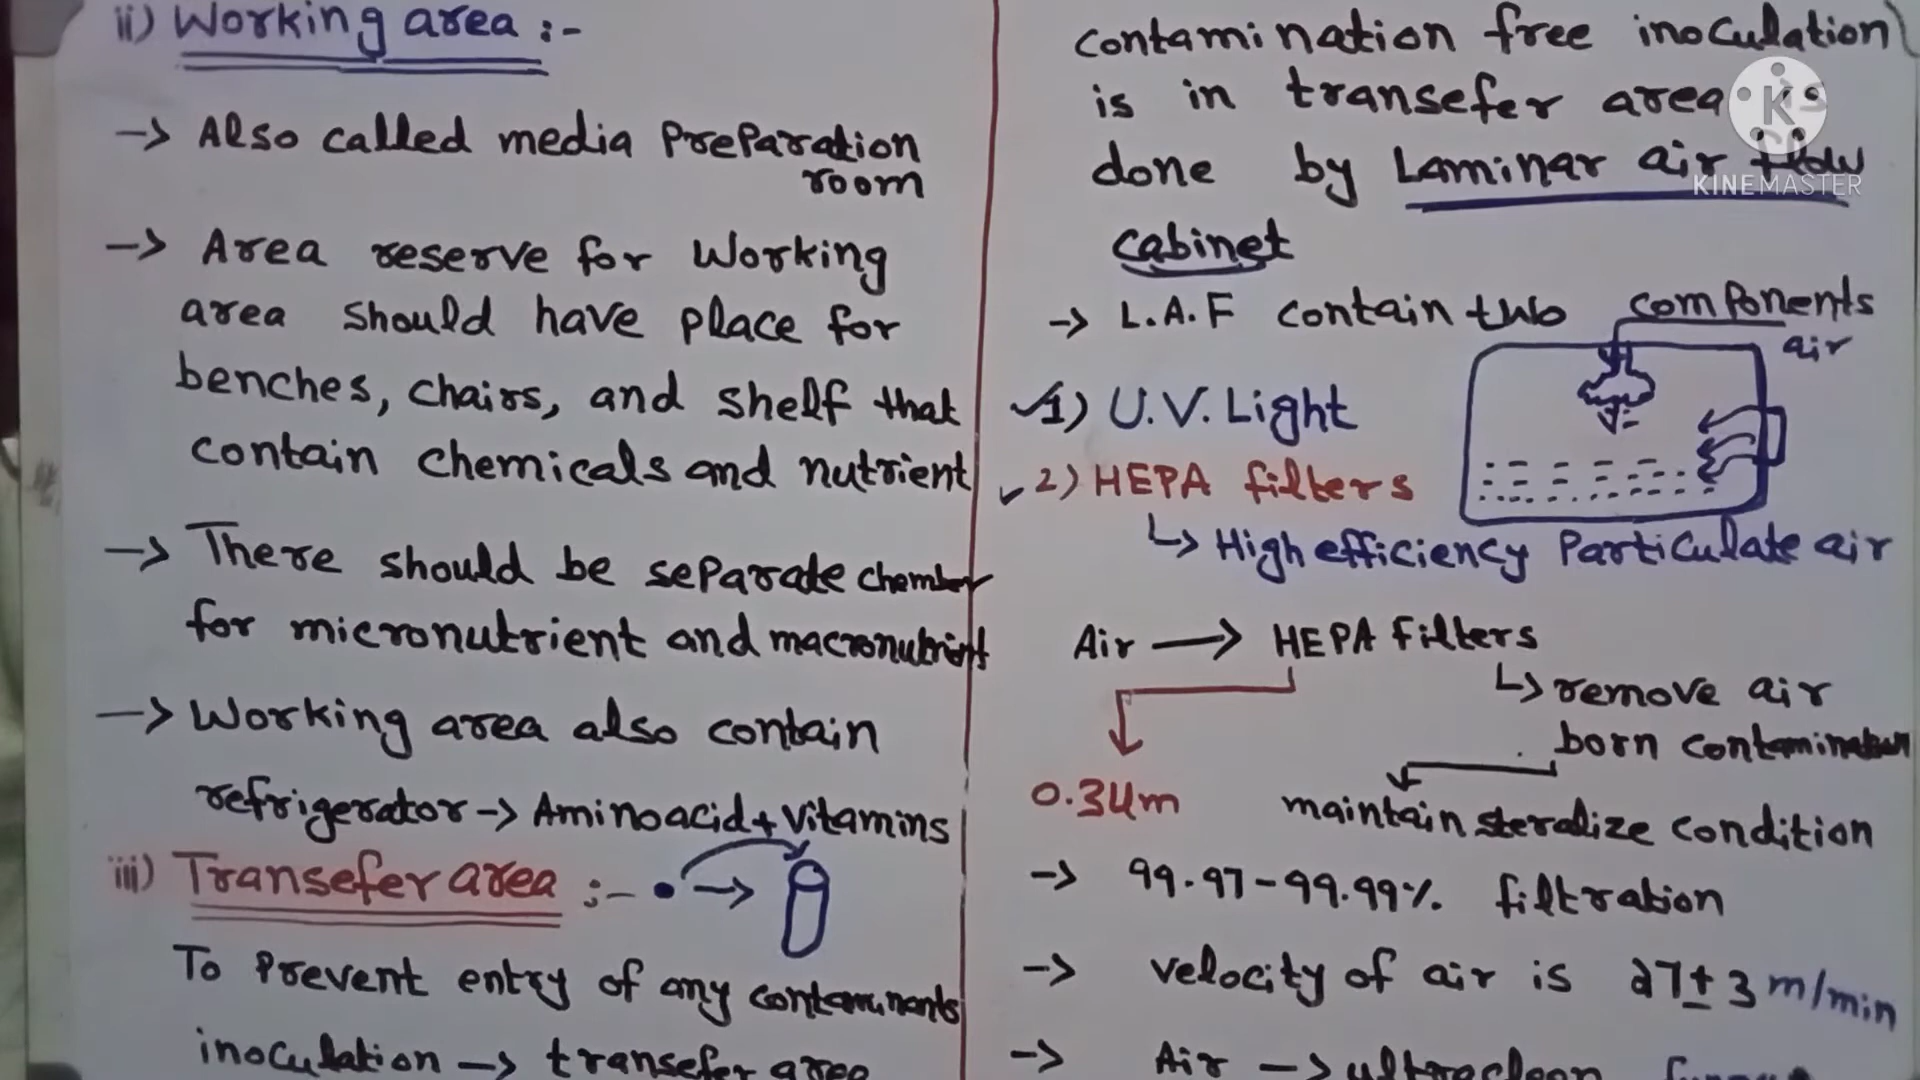 ii) Working area :-
-> Also called media Preparation
room
-> Area reserve for Working
area should have place for
benches, chairs, and shelf that
contain chemicals and nutrient
-> There should be separate chember
for micronutrient and macronutrient
-> Working area also contain
refrigerator -> Aminoacid + Vitamins
iii) Transefer area :-
To Prevent entry of any contaminants
inoculation -> transefer area
contamination free inoculation
is in transefer area is
done by Laminar air flow
cabinet
-> L.A.F contain two components
air
1) U.V. Light
2) HEPA filters
-> High efficiency Particulate air
Air -> HEPA Filters
-> remove air
born contamination
0.3um
maintain steralize condition
-> 99.97-99.99% filtration
-> velocity of air is 27±3 m/min
-> Air -> ultraclean
K
KINEMASTER